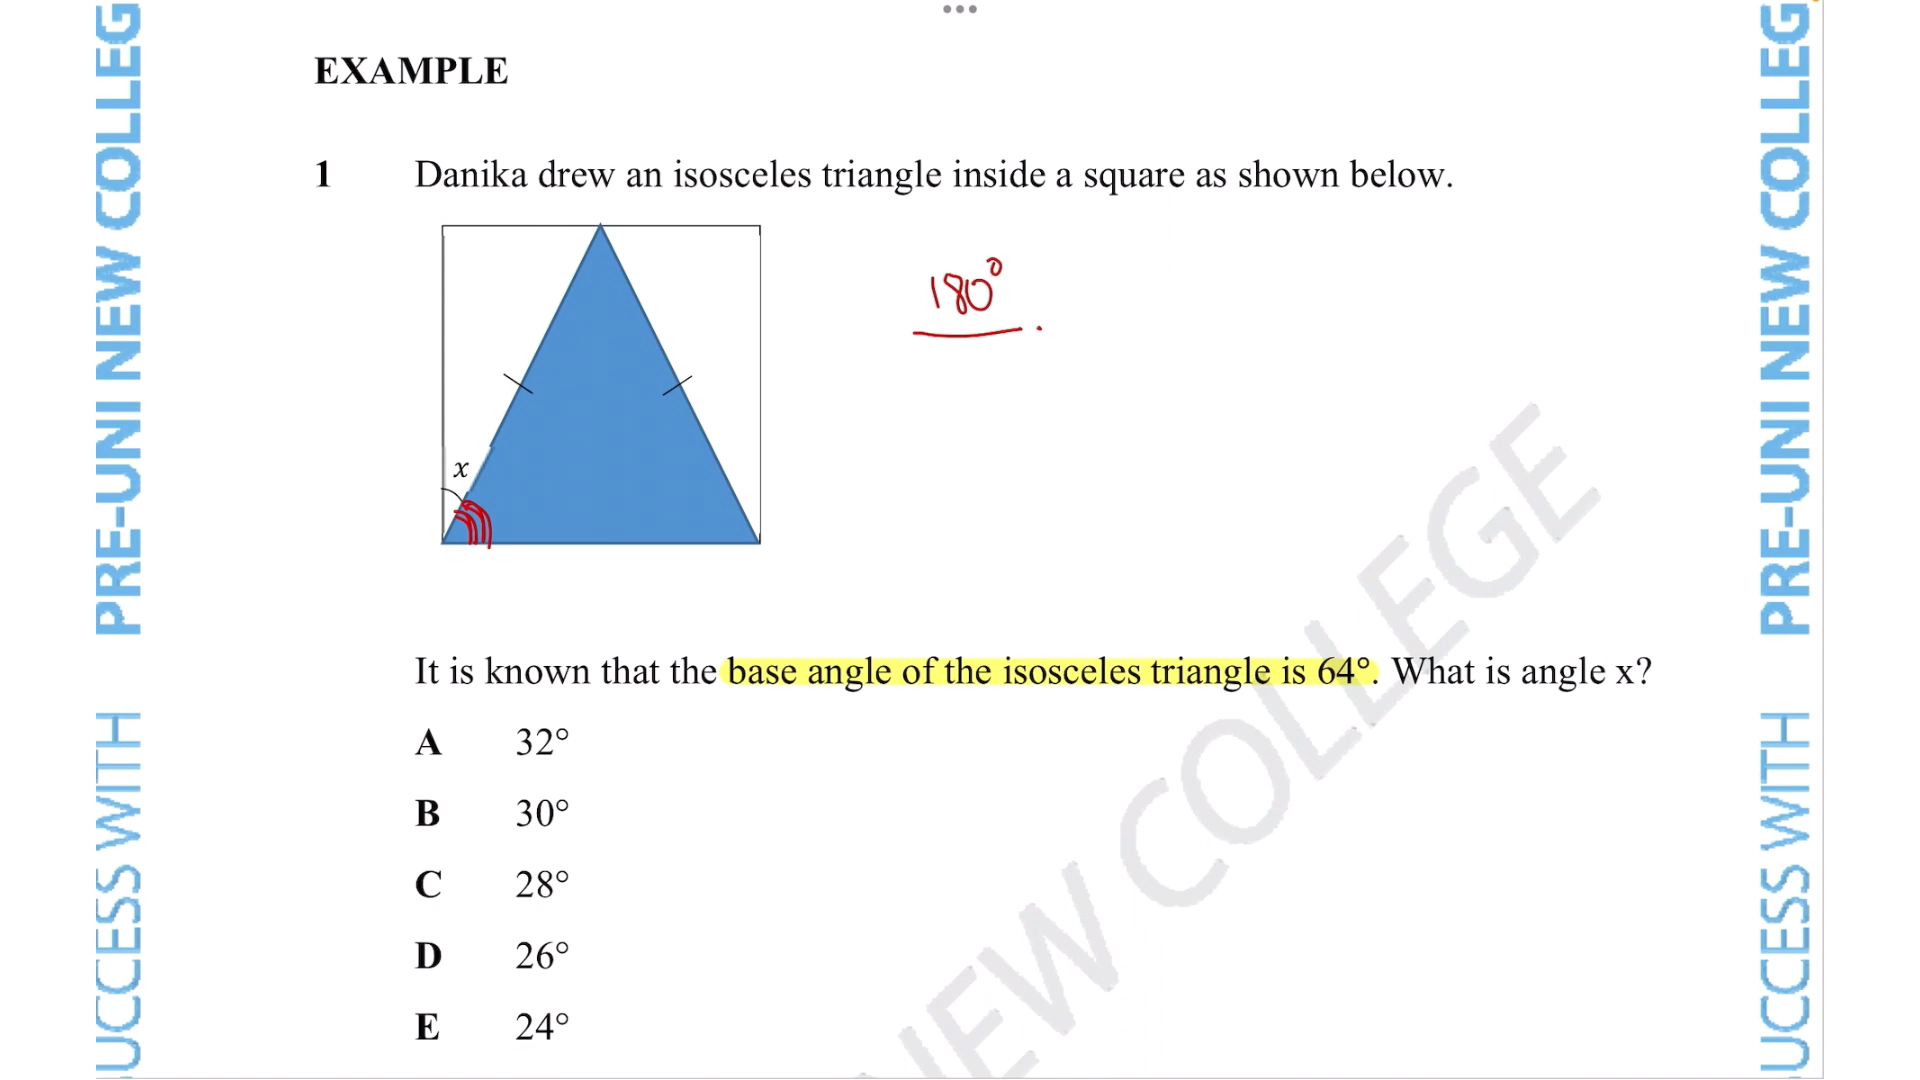 EXAMPLE
1 Danika drew an isosceles triangle inside a square as shown below.
180°
x
It is known that the base angle of the isosceles triangle is 64°. What is angle x?
A 32°
B 30°
C 28°
D 26°
E 24°
UCCESS WITH PRE-UNI NEW COLLEG
UCCESS WITH PRE-UNI NEW COLLEG
NEW COLLEGE